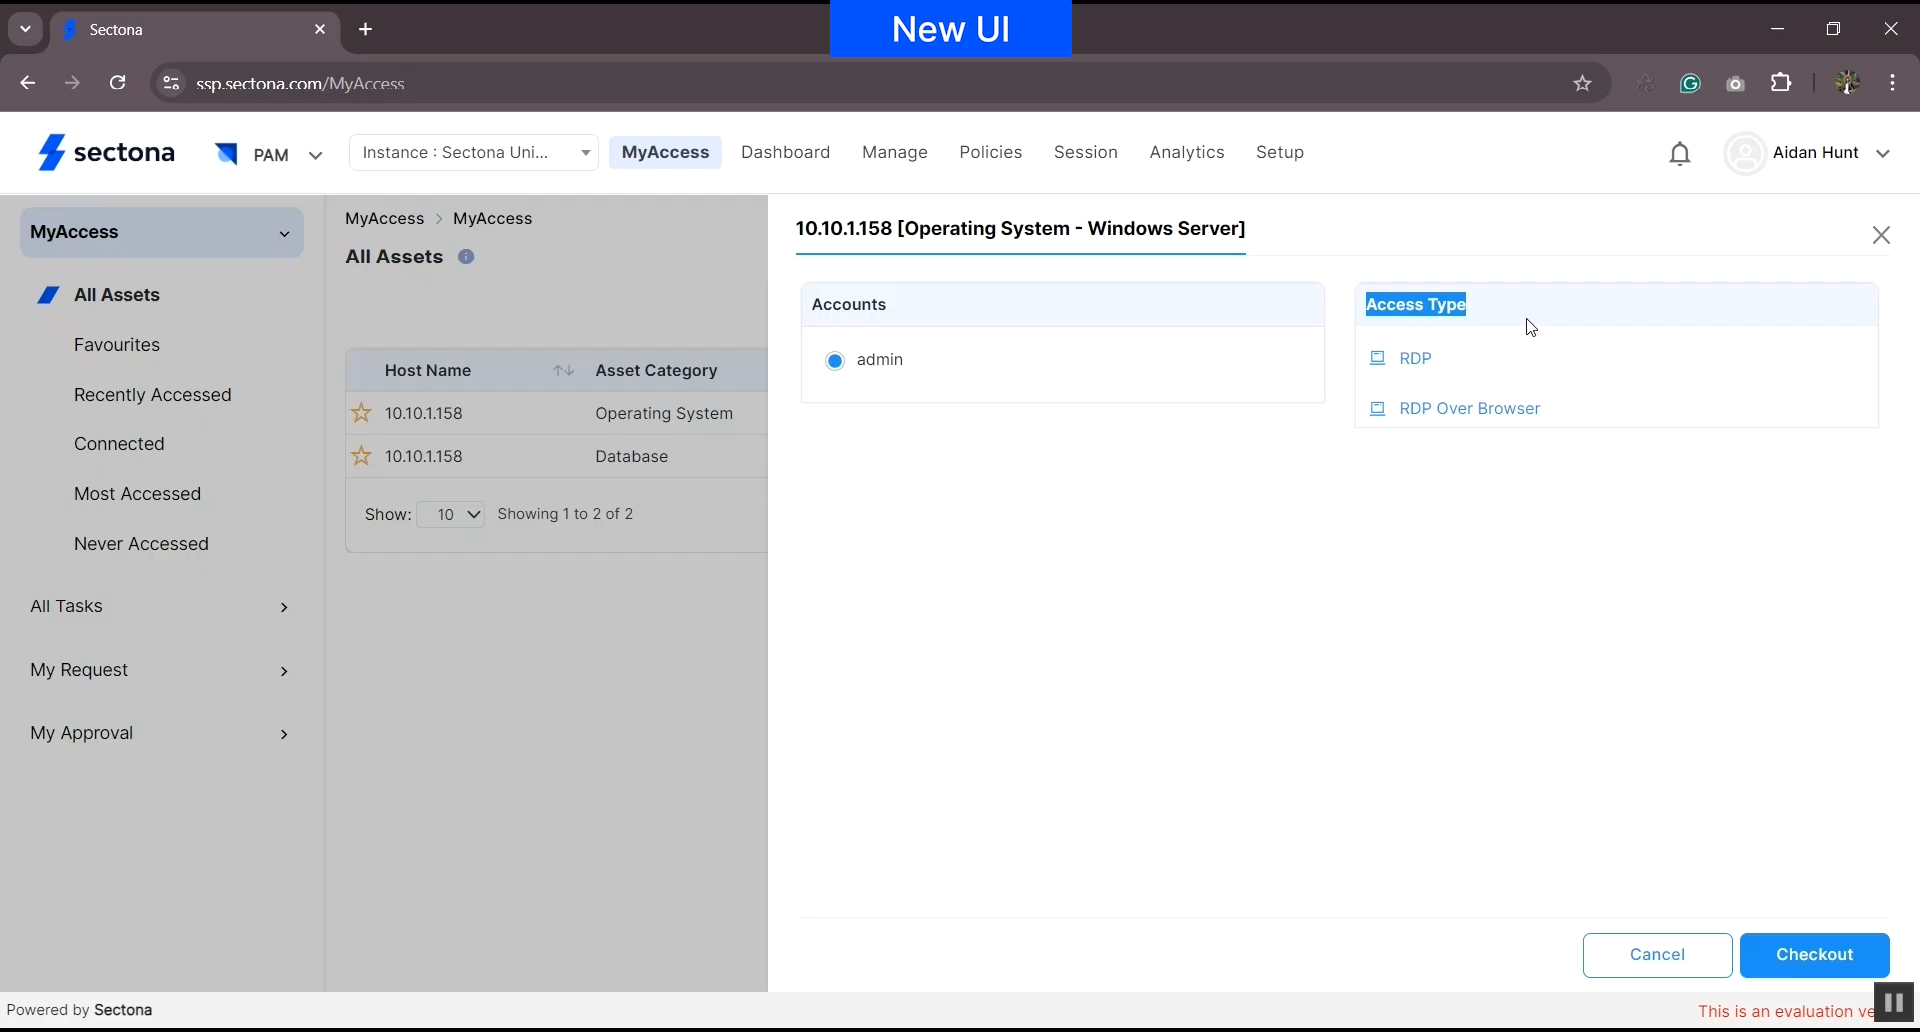 New UI
Sectona
ssp.sectona.com/MyAccess
sectona PAM Instance : Sectona Uni... MyAccess Dashboard Manage Policies Session Analytics Setup Aidan Hunt
MyAccess
All Assets
Favourites
Recently Accessed
Connected
Most Accessed
Never Accessed
All Tasks
My Request
My Approval
MyAccess > MyAccess
All Assets
Host Name Asset Category
10.10.1.158 Operating System
10.10.1.158 Database
Show: 10 Showing 1 to 2 of 2
10.10.1.158 [Operating System - Windows Server]
Accounts
admin
Access Type
RDP
RDP Over Browser
Cancel Checkout
Powered by Sectona
This is an evaluation ve